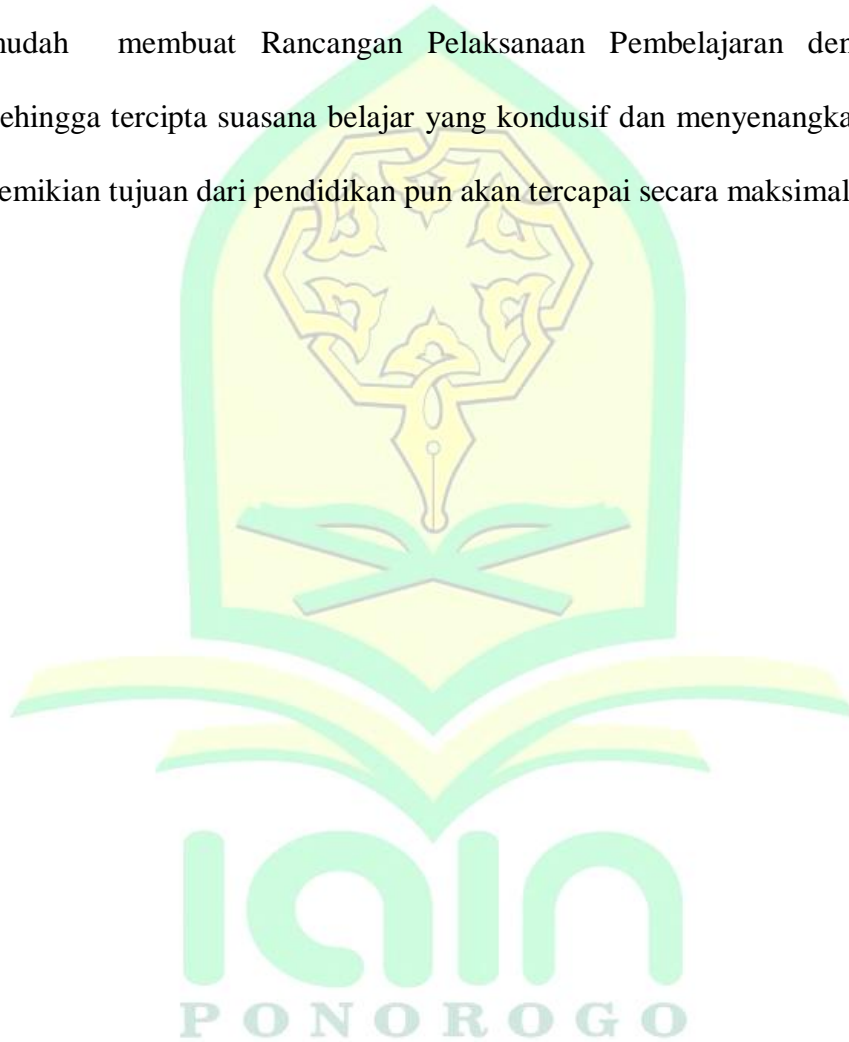 membuat Rancangan Pelaksanaan Pembelajaran
tercipta suasana belajar yang kondusif dan
tujuan dari pendidikan pun akan tercapai secara maksimal
iain
PONOROGO